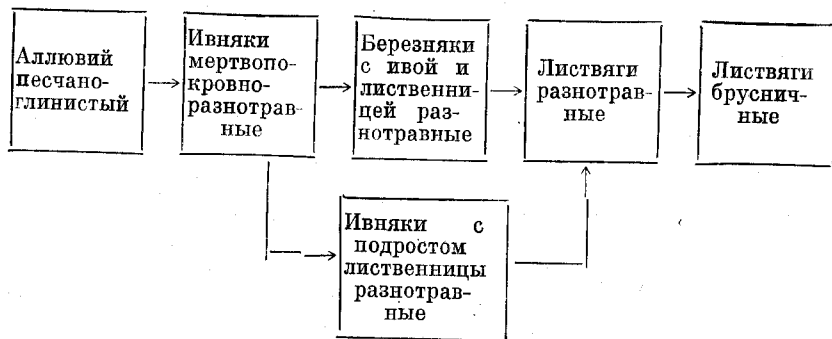 Аллювий
песчано-
глинистый
Ивняки
мертвопо-
кровно-
разнотрав-
ные
Березняки
с ивой и
лиственни-
цей раз-
нотравные
Листвяги
разнотрав-
ные
Листвяги
бруснич-
ные
Ивняки с
подростом
лиственницы
разнотрав-
ные